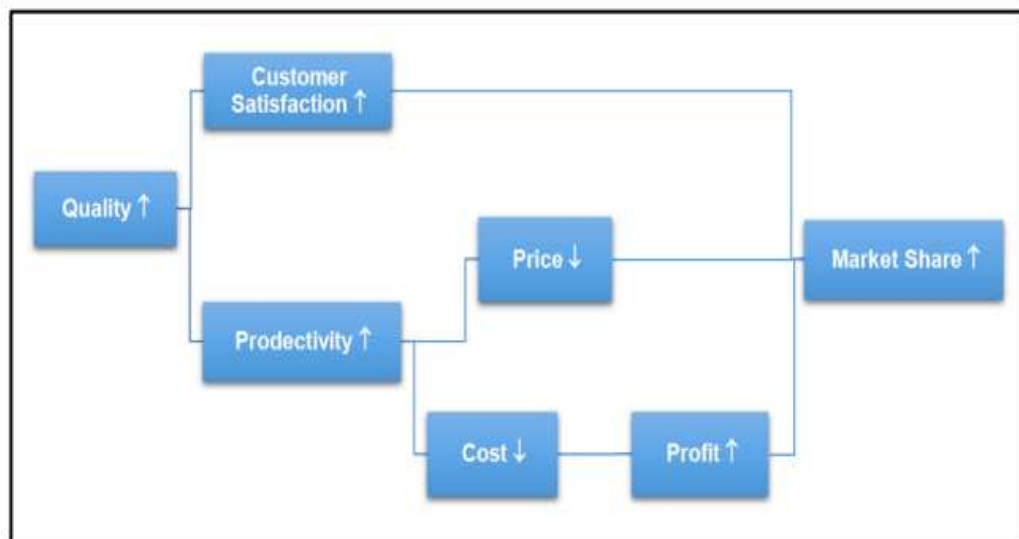 Customer
Satisfaction ↑
Quality ↑
Price ↓
Market Share ↑
Prodectivity ↑
Cost ↓
Profit ↑